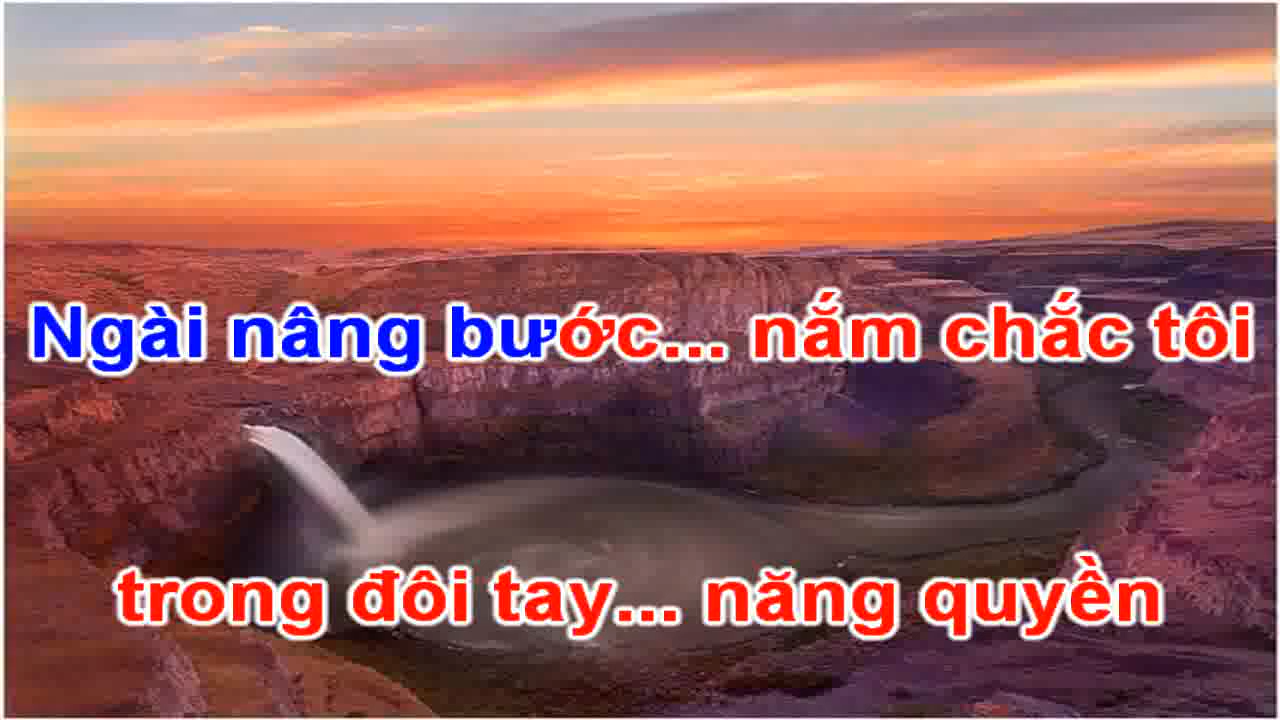 Ngài nâng bước... nắm chắc tôi
trong đôi tay... năng quyền